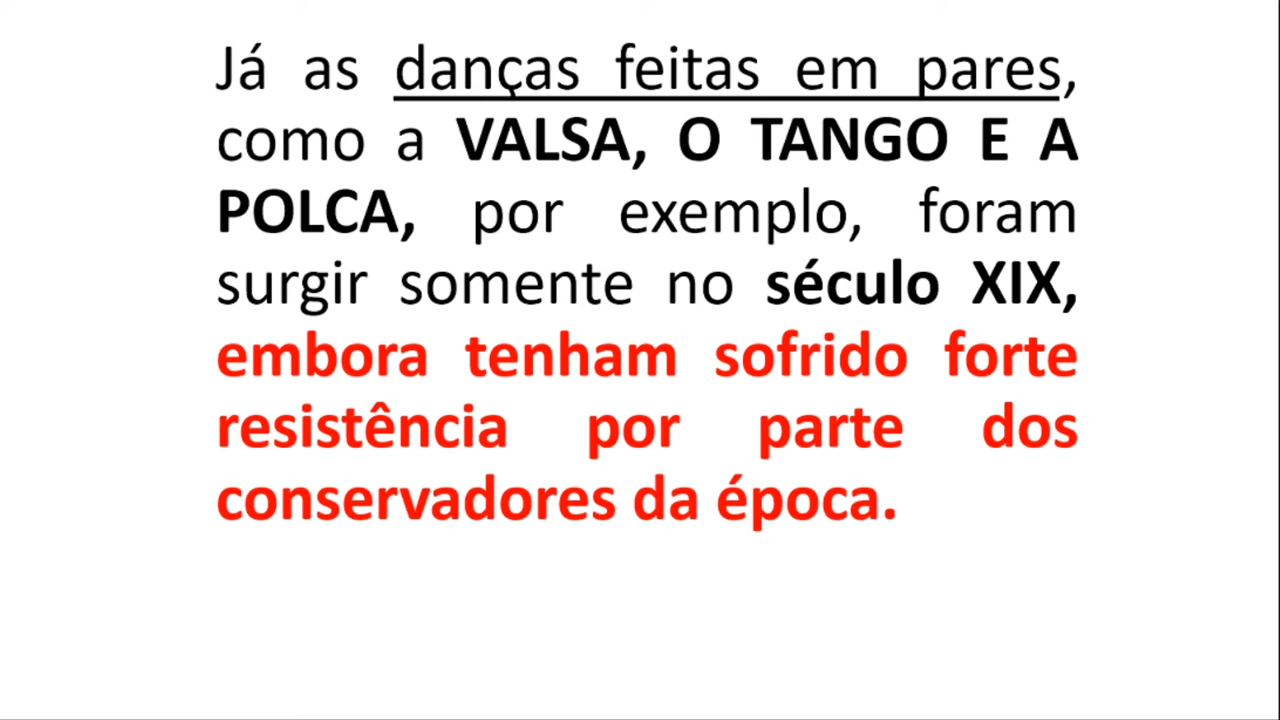 Já as danças feitas em pares,
como a VALSA, O TANGO E A
POLCA, por exemplo, foram
surgir somente no século XIX,
embora tenham sofrido forte
resistência por parte dos
conservadores da época.